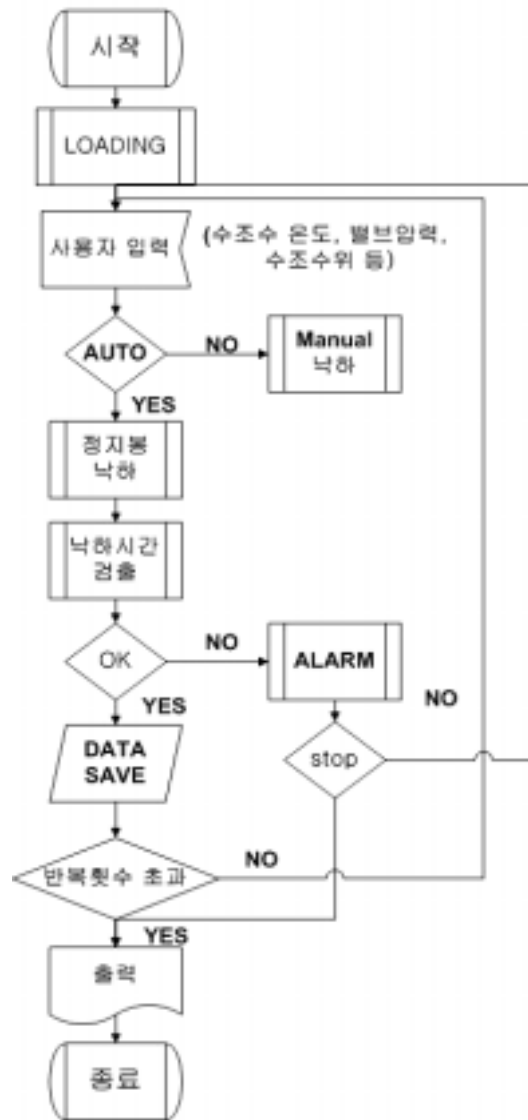 시작
LOADING
사용자 입력
(수조수 온도, 밸브압력,
수조수위 등)
AUTO
NO
Manual
낙하
YES
정지봉
낙하
낙하시간
검출
OK
NO
ALARM
YES
NO
DATA
SAVE
stop
반복횟수 초과
NO
YES
출력
종료